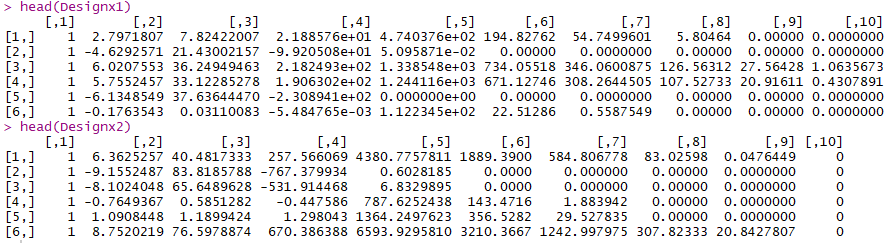 > head(Designx1)
[,1] [,2] [,3] [,4] [,5] [,6] [,7] [,8] [,9] [,10]
[1,] 1 2.7971807 7.82422007 2.188576e+01 4.740376e+02 194.82762 54.7499601 5.80464 0.00000 0.0000000
[2,] 1 -4.6292571 21.43002157 -9.920508e+01 5.095871e-02 0.00000 0.0000000 0.00000 0.00000 0.0000000
[3,] 1 6.0207553 36.24949463 2.182493e+02 1.338548e+03 734.05518 346.0600875 126.56312 27.56428 1.0635673
[4,] 1 5.7552457 33.12285278 1.906302e+02 1.244116e+03 671.12746 308.2644505 107.52733 20.91611 0.4307891
[5,] 1 -6.1348549 37.63644470 -2.308941e+02 0.000000e+00 0.00000 0.0000000 0.00000 0.00000 0.0000000
[6,] 1 -0.1763543 0.03110083 -5.484765e-03 1.122345e+02 22.51286 0.5587549 0.00000 0.00000 0.0000000
> head(Designx2)
[,1] [,2] [,3] [,4] [,5] [,6] [,7] [,8] [,9] [,10]
[1,] 1 6.3625257 40.4817333 257.566069 4380.7757811 1889.3900 584.806778 83.02598 0.0476449 0
[2,] 1 -9.1552487 83.8185788 -767.379934 0.6028185 0.0000 0.000000 0.00000 0.0000000 0
[3,] 1 -8.1024048 65.6489628 -531.914468 6.8329895 0.0000 0.000000 0.00000 0.0000000 0
[4,] 1 -0.7649367 0.5851282 -0.447586 787.6252438 143.4716 1.883942 0.00000 0.0000000 0
[5,] 1 1.0908448 1.1899424 1.298043 1364.2497623 356.5282 29.527835 0.00000 0.0000000 0
[6,] 1 8.7520219 76.5978874 670.386388 6593.9295810 3210.3667 1242.997975 307.82333 20.8427807 0